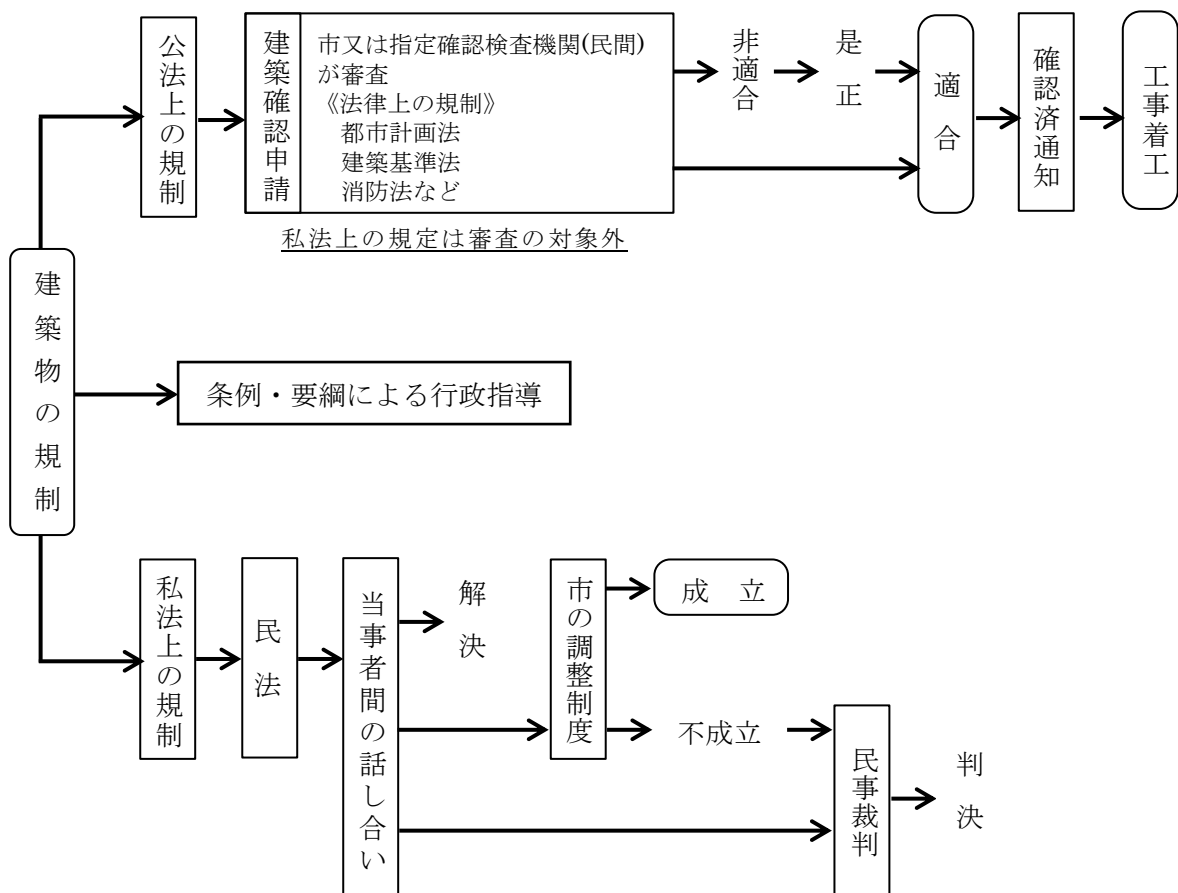 建築物の規制
公法上の規制
建築確認申請
市又は指定確認検査機関(民間)
が審査
《法律上の規制》
都市計画法
建築基準法
消防法など
私法上の規定は審査の対象外
非適合
是正
適合
確認済通知
工事着工
条例・要綱による行政指導
私法上の規制
民法
当事者間の話し合い
解決
市の調整制度
成 立
不成立
民事裁判
判決